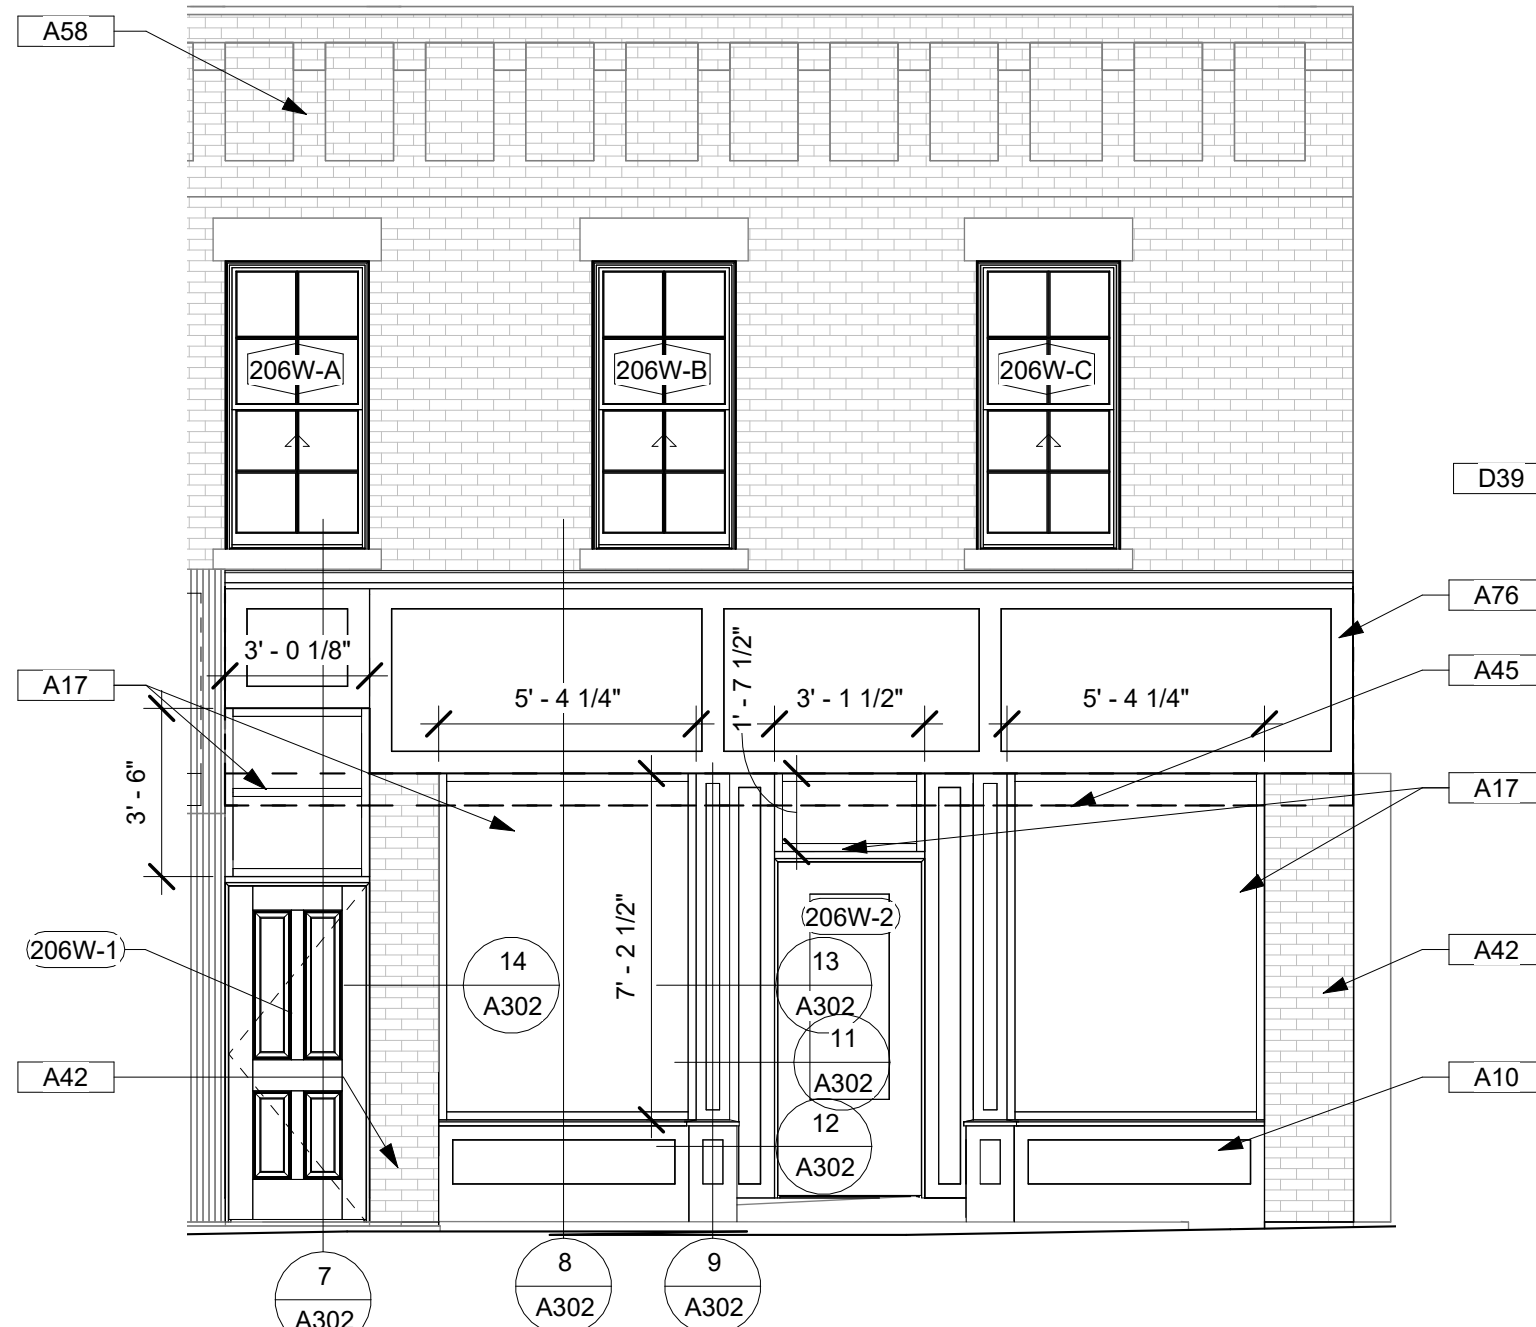 A58
206W-A
206W-B
206W-C
D39
A76
3' - 0 1/8"
1' - 7 1/2"
A17
5' - 4 1/4"
3' - 1 1/2"
5' - 4 1/4"
A45
3' - 6"
A17
206W-2
206W-1
14
A302
7' - 2 1/2"
13
A302
A42
11
A302
A42
A10
12
A302
7
A302
8
A302
9
A302